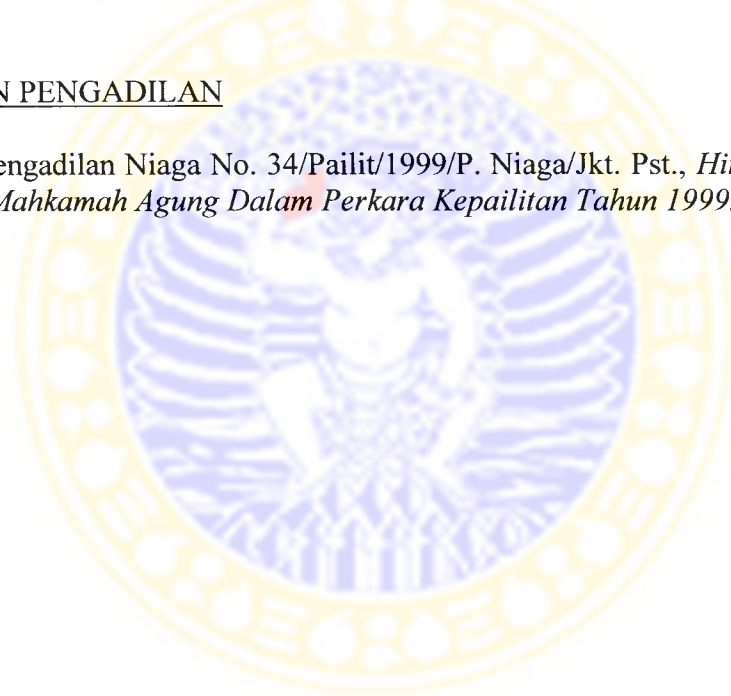 N PENGADILAN
engadilan Niaga No. 34/Pailit/1999/P. Niaga/Jkt. Pst., Hi
Mahkamah Agung Dalam Perkara Kepailitan Tahun 1999.